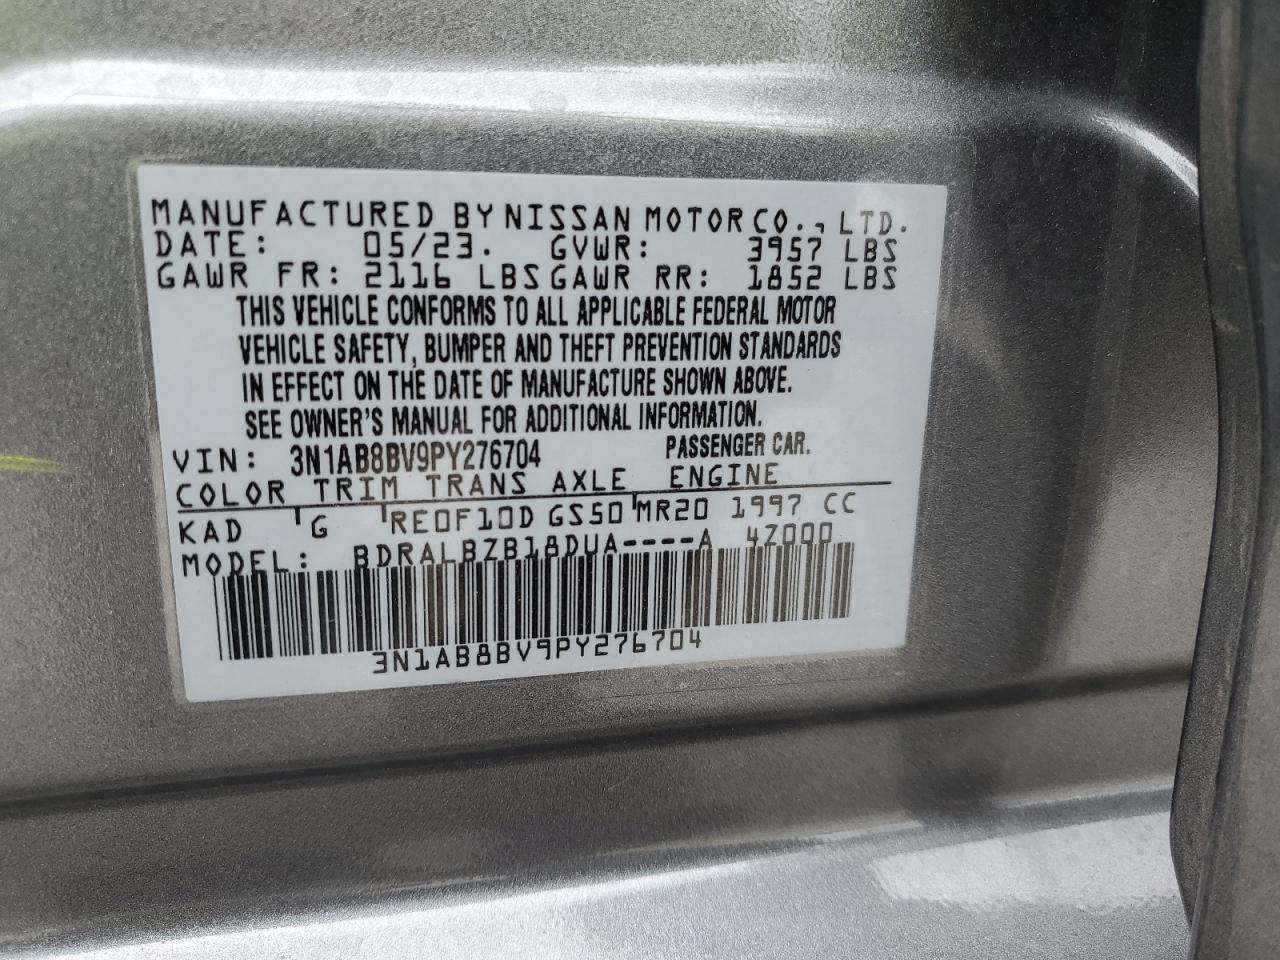 MANUFACTURED BY NISSAN MOTOR CO., LTD.
DATE: 05/23. GVWR: 3957 LBS
GAWR FR: 2116 LBS GAWR RR: 1852 LBS
THIS VEHICLE CONFORMS TO ALL APPLICABLE FEDERAL MOTOR
VEHICLE SAFETY, BUMPER AND THEFT PREVENTION STANDARDS
IN EFFECT ON THE DATE OF MANUFACTURE SHOWN ABOVE.
SEE OWNER'S MANUAL FOR ADDITIONAL INFORMATION.
VIN: 3N1AB8BV9PY276704 PASSENGER CAR.
COLOR TRIM TRANS AXLE ENGINE
KAD G RE0F10D GS50 MR20 1997 CC
MODEL: BDRALBZB18DUA----A 4Z000
3N1AB8BV9PY276704